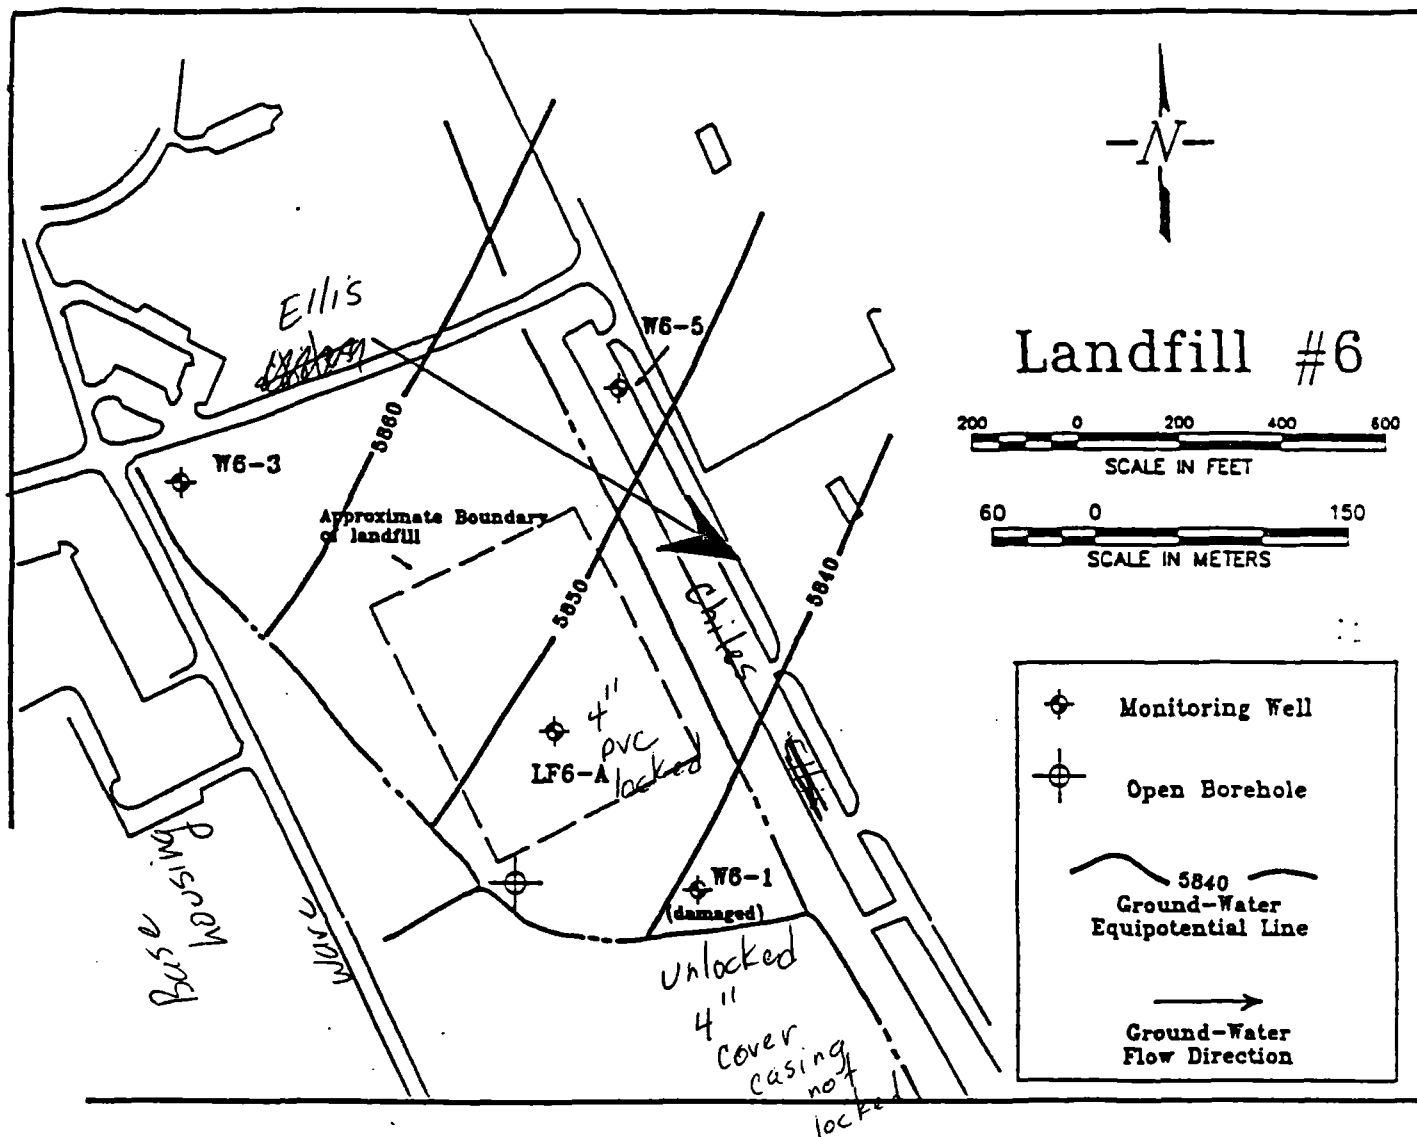 N
Landfill #6
200 0 200 400 600
SCALE IN FEET
60 0 150
SCALE IN METERS
Ellis
W6-5
5860
W6-3
Approximate Boundary
of landfill
5850
5840
Chiles
4"
PVC
locked
LF6-A
W6-1
(damaged)
Unlocked
4"
cover
casing
not
locked
Base
housing
Ware
Monitoring Well
Open Borehole
5840
Ground-Water
Equipotential Line
Ground-Water
Flow Direction